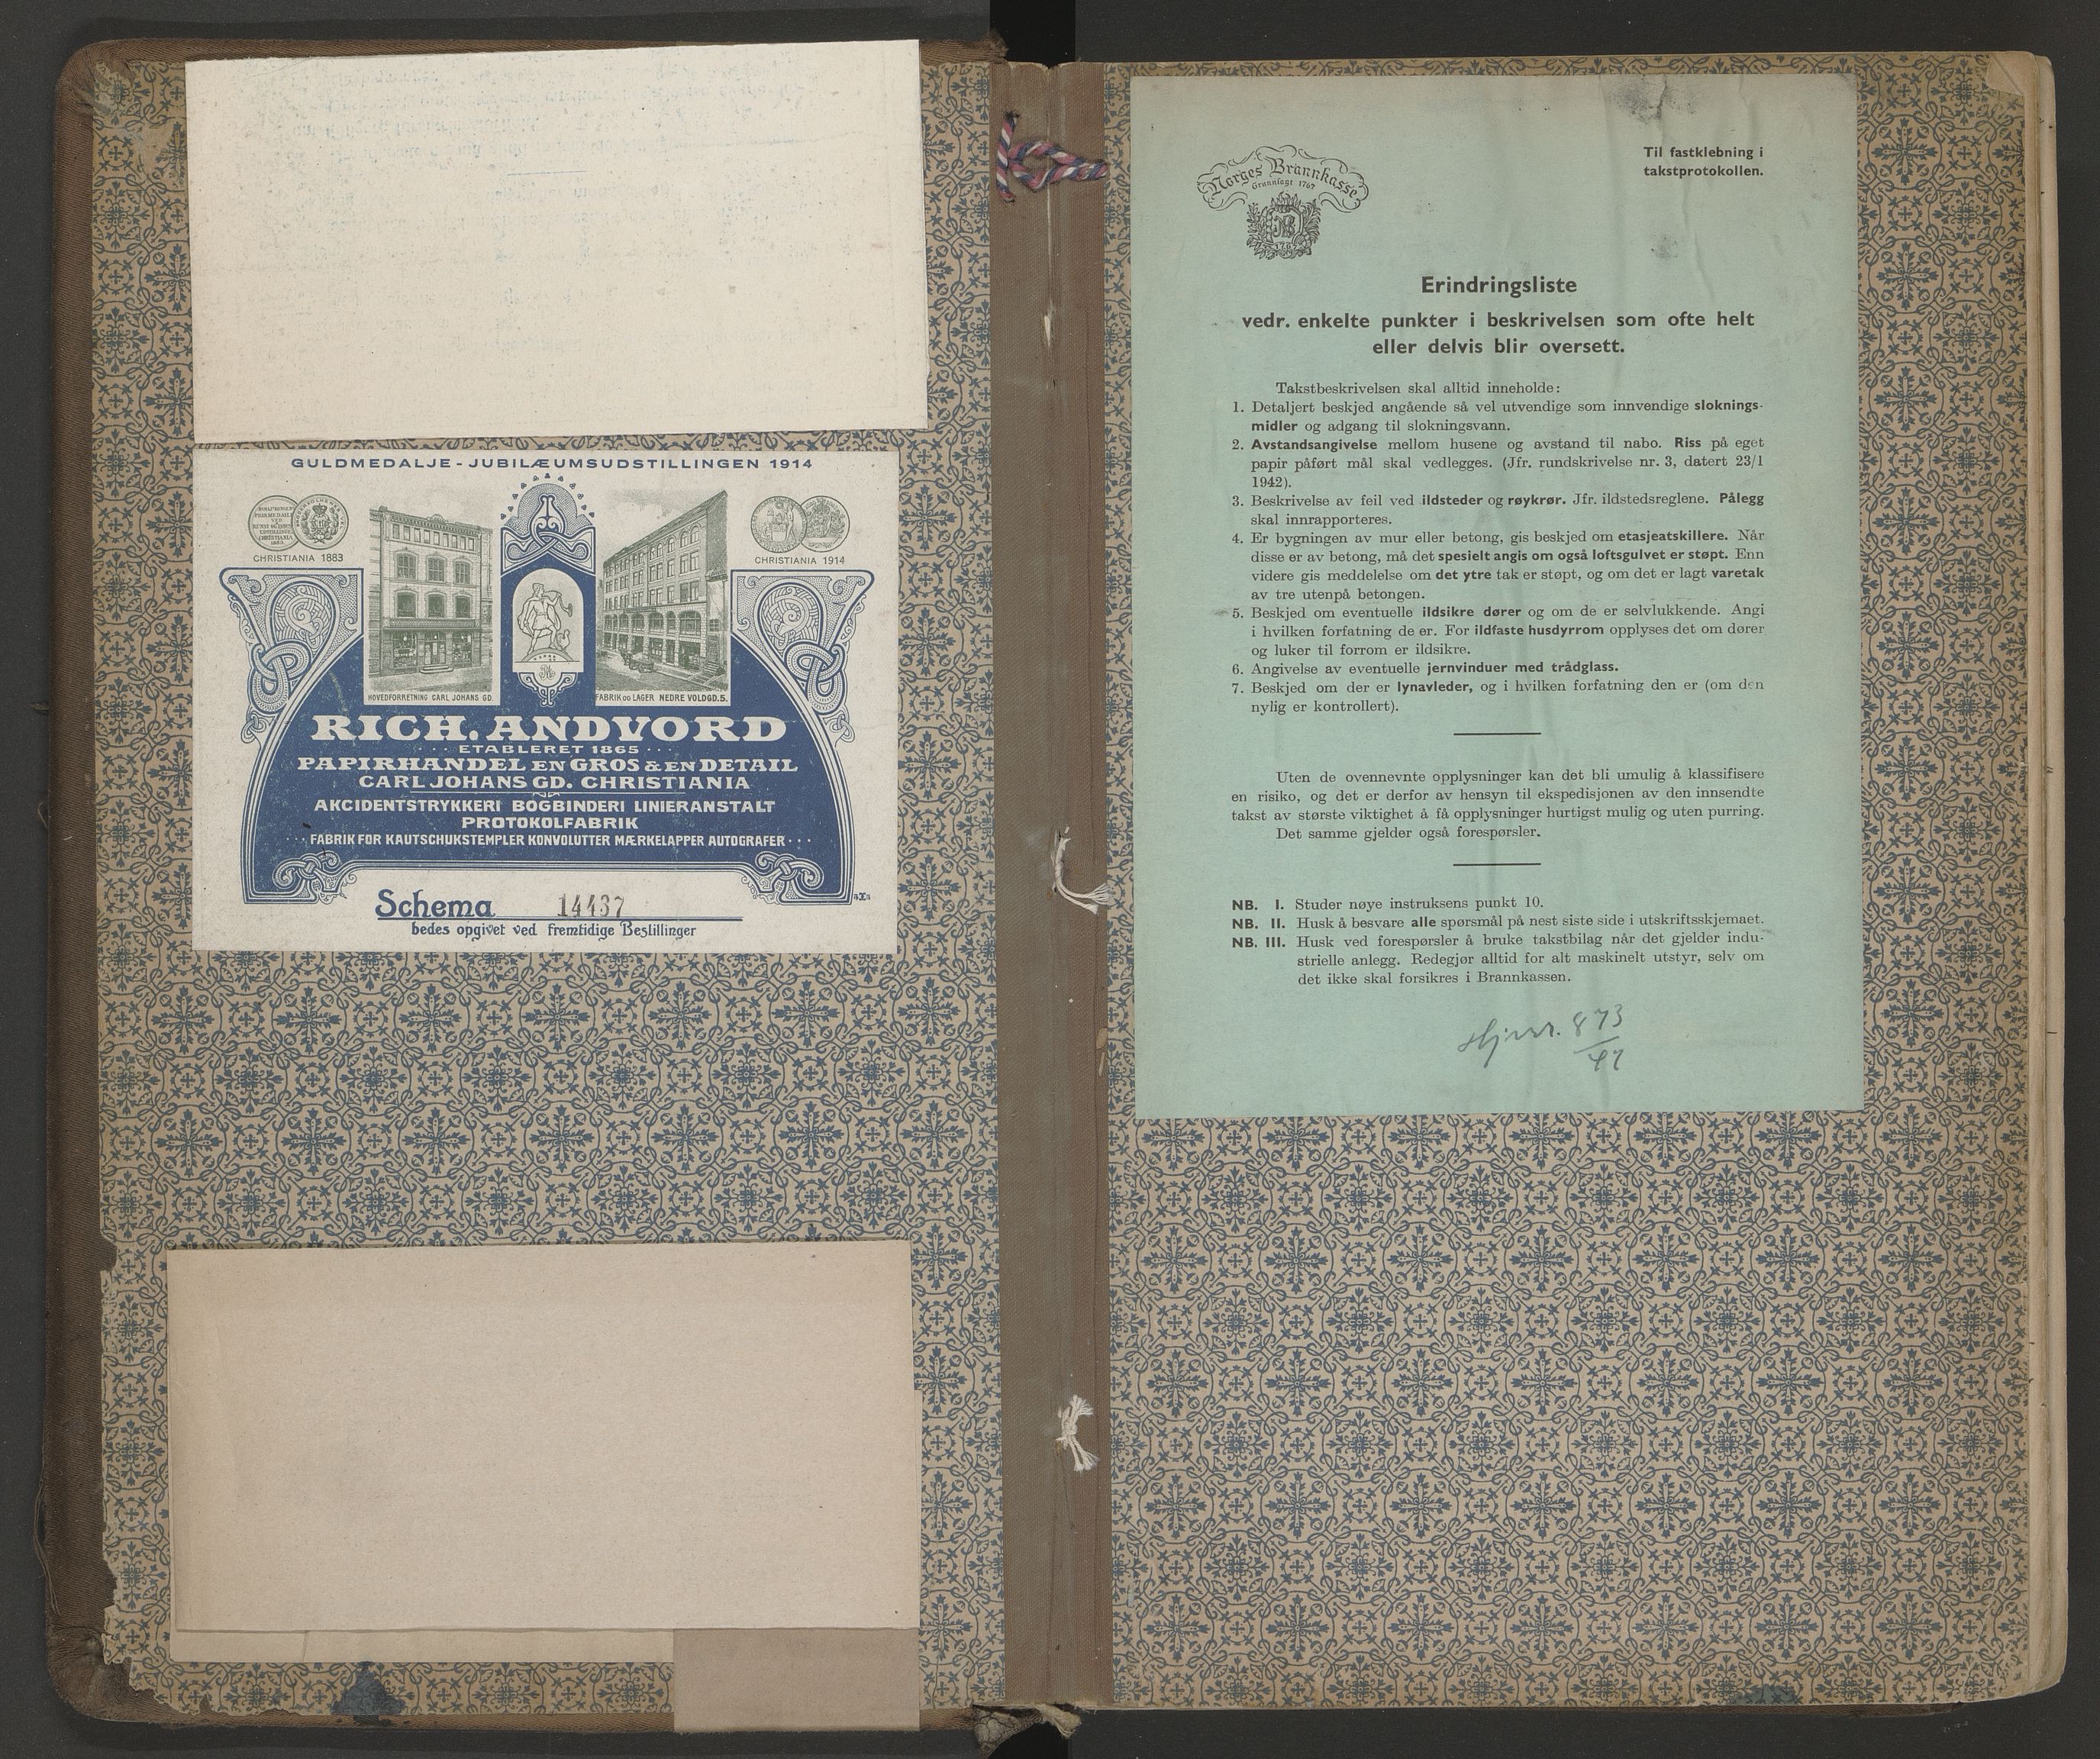 GULDMEDALJE-JUBILÆUMSUDSTILLINGEN 1914
CHRISTIANIA 1883
CHRISTIANIA 1914
HOVEDFORRETNING CARL JOHANS GD.
FABRIK OG LAGER NEDRE VOLDGD. 5.
RICH. ANDVORD
ETABLERET 1865
PAPIRHANDEL EN GROS & EN DETAIL
CARL JOHANS GD. CHRISTIANIA
AKCIDENTSTRYKKERI BOGBINDERI LINIERANSTALT
PROTOKOLFABRIK
FABRIK FOR KAUTSCHUKSTEMPLER KONVOLUTTER MÆRKELAPPER AUTOGRAFER
Schema 14437
bedes opgivet ved fremtidige Bestillinger
Norges Brannkasse
Grunnlagt 1767
1767
Til fastklebning i
takstprotokollen.
Erindringsliste
vedr. enkelte punkter i beskrivelsen som ofte helt
eller delvis blir oversett.
Takstbeskrivelsen skal alltid inneholde:
1. Detaljert beskjed angående så vel utvendige som innvendige sloknings-
midler og adgang til slokningsvann.
2. Avstandsangivelse mellom husene og avstand til nabo. Riss på eget
papir påført mål skal vedlegges. (Jfr. rundskrivelse nr. 3, datert 23/1
1942).
3. Beskrivelse av feil ved ildsteder og røykrør. Jfr. ildstedsreglene. Pålegg
skal innrapporteres.
4. Er bygningen av mur eller betong, gis beskjed om etasjeatskillere. Når
disse er av betong, må det spesielt angis om også loftsgulvet er støpt. Enn
videre gis meddelelse om det ytre tak er støpt, og om det er lagt varetak
av tre utenpå betongen.
5. Beskjed om eventuelle ildsikre dører og om de er selvlukkende. Angi
i hvilken forfatning de er. For ildfaste husdyrrom opplyses det om dører
og luker til forrom er ildsikre.
6. Angivelse av eventuelle jernvinduer med trådglass.
7. Beskjed om der er lynavleder, og i hvilken forfatning den er (om den
nylig er kontrollert).
Uten de ovennevnte opplysninger kan det bli umulig å klassifisere
en risiko, og det er derfor av hensyn til ekspedisjonen av den innsendte
takst av største viktighet å få opplysninger hurtigst mulig og uten purring.
Det samme gjelder også forespørsler.
NB. I. Studer nøye instruksens punkt 10.
NB. II. Husk å besvare alle spørsmål på nest siste side i utskriftsskjemaet.
NB. III. Husk ved forespørsler å bruke takstbilag når det gjelder indu-
strielle anlegg. Redegjør alltid for alt maskinelt utstyr, selv om
det ikke skal forsikres i Brannkassen.
873
47